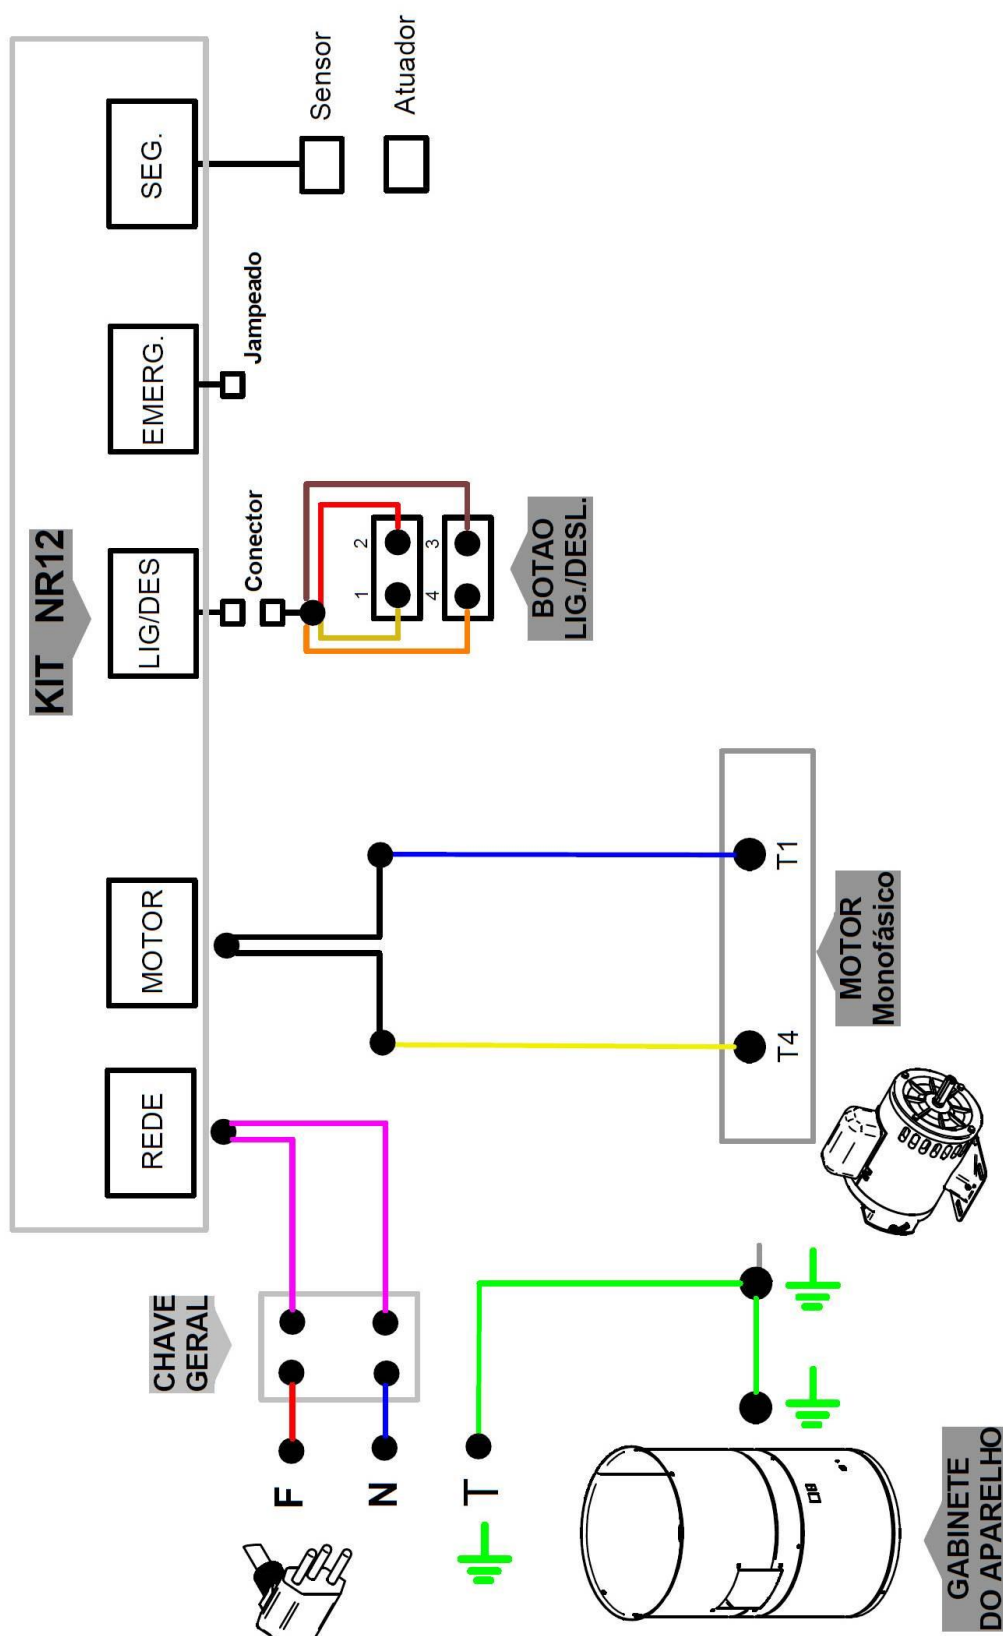 KIT NR12
REDE
MOTOR
LIG/DES
EMERG.
SEG.
Conector
Jampeado
Sensor
Atuador
CHAVE
GERAL
F
N
T
1
2
4
3
BOTAO
LIG./DESL.
T4
T1
MOTOR
Monofásico
GABINETE
DO APARELHO